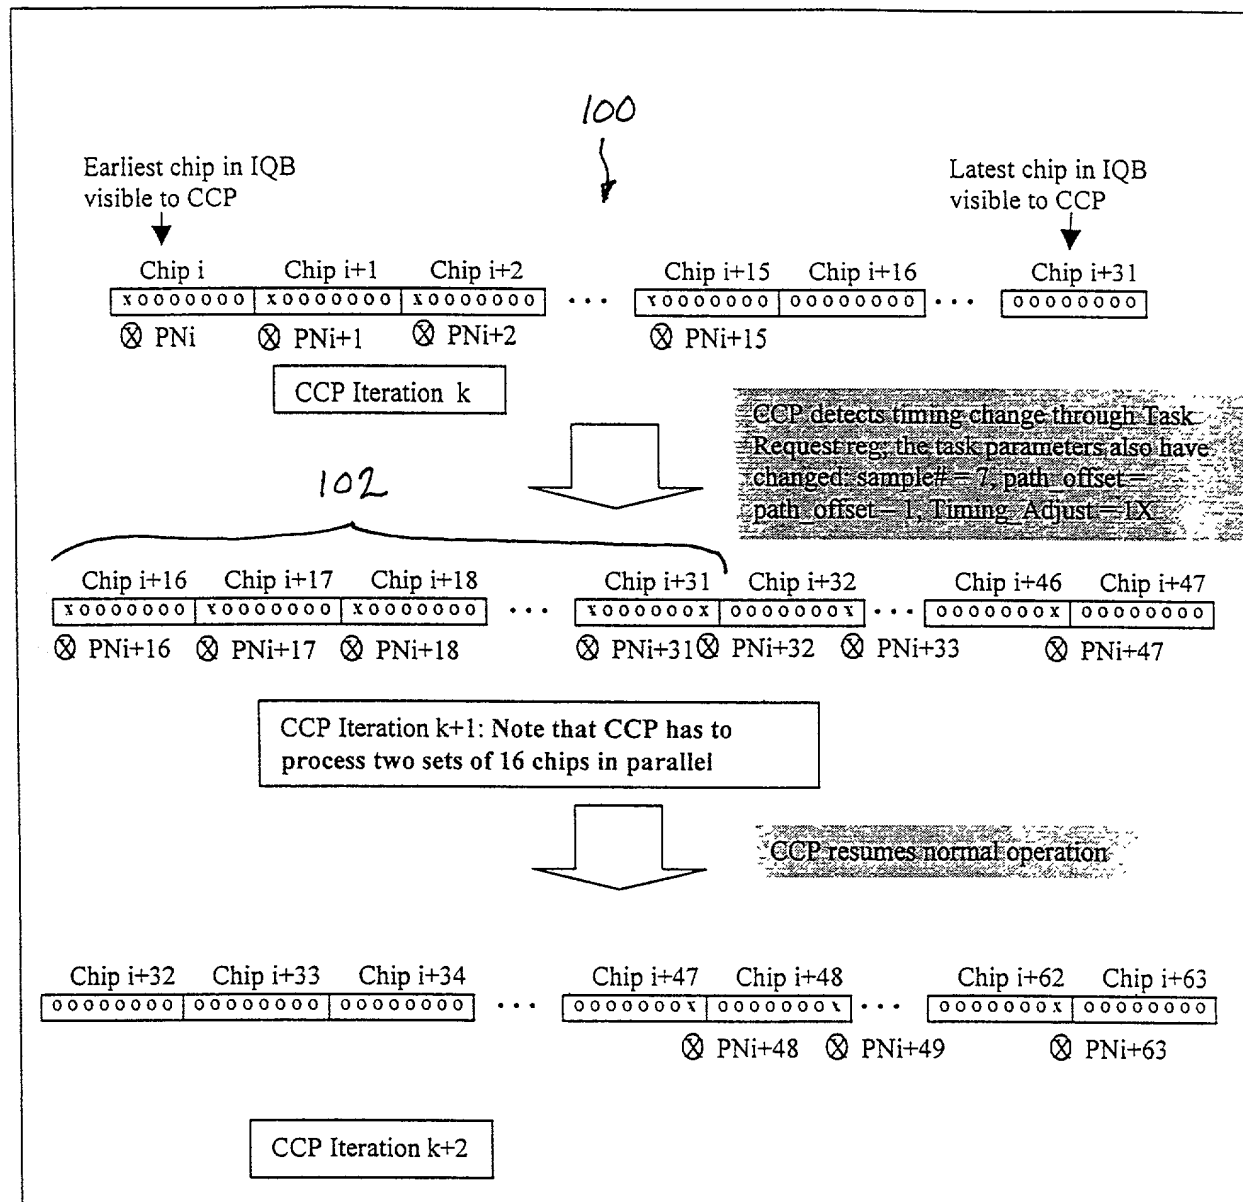 100
Earliest chip in IQB
visible to CCP
Latest chip in IQB
visible to CCP
Chip i Chip i+1 Chip i+2 Chip i+15 Chip i+16 Chip i+31
x0000000 x0000000 x0000000 ... x0000000 00000000 ... 00000000
⊗ PNi ⊗ PNi+1 ⊗ PNi+2 ⊗ PNi+15
CCP Iteration k
CCP detects timing change through Task
Request reg; the task parameters also have
changed: sample# = 7, path_offset =
path_offset – 1, Timing_Adjust = 1X
102
Chip i+16 Chip i+17 Chip i+18 Chip i+31 Chip i+32 Chip i+46 Chip i+47
x0000000 x0000000 x0000000 ... x000000x 0000000x ... 0000000x 00000000
⊗ PNi+16 ⊗ PNi+17 ⊗ PNi+18 ⊗ PNi+31 ⊗ PNi+32 ⊗ PNi+33 ⊗ PNi+47
CCP Iteration k+1: Note that CCP has to
process two sets of 16 chips in parallel
CCP resumes normal operation
Chip i+32 Chip i+33 Chip i+34 Chip i+47 Chip i+48 Chip i+62 Chip i+63
00000000 00000000 00000000 ... 0000000x 0000000x ... 0000000x 00000000
⊗ PNi+48 ⊗ PNi+49 ⊗ PNi+63
CCP Iteration k+2